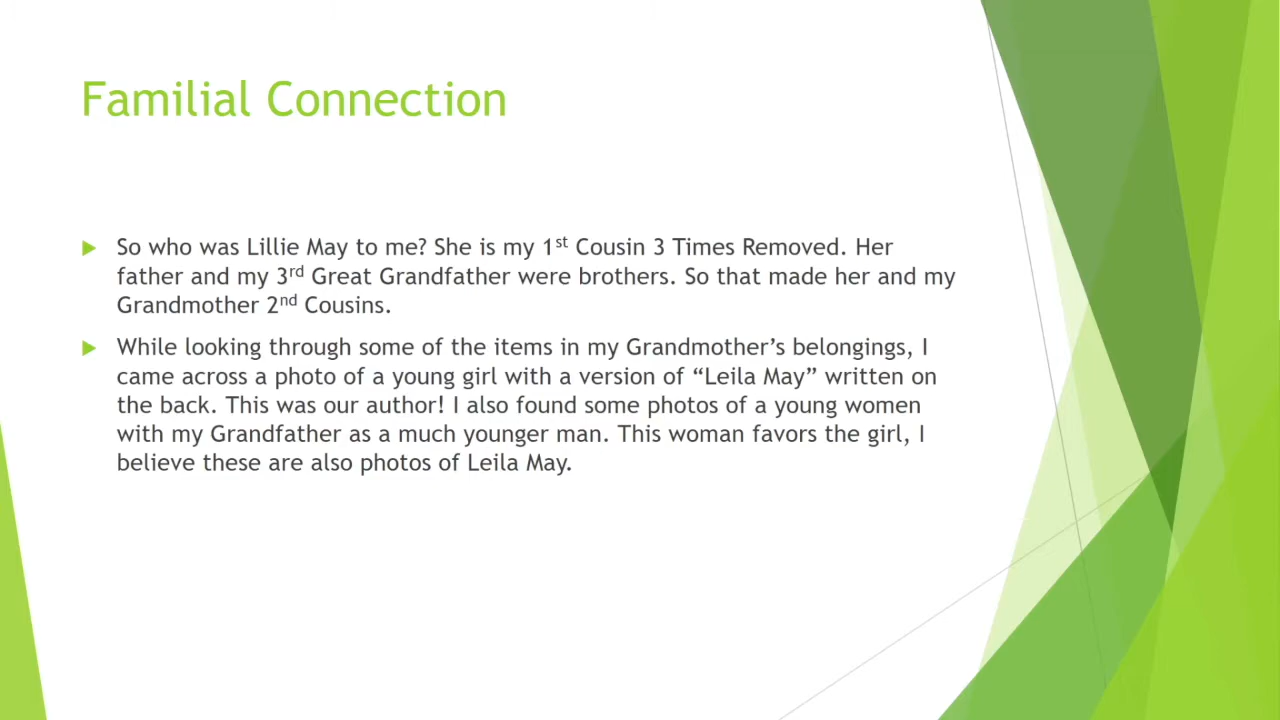 Familial Connection
So who was Lillie May to me? She is my 1st Cousin 3 Times Removed. Her
father and my 3rd Great Grandfather were brothers. So that made her and my
Grandmother 2nd Cousins.
While looking through some of the items in my Grandmother’s belongings, I
came across a photo of a young girl with a version of “Leila May” written on
the back. This was our author! I also found some photos of a young women
with my Grandfather as a much younger man. This woman favors the girl, I
believe these are also photos of Leila May.